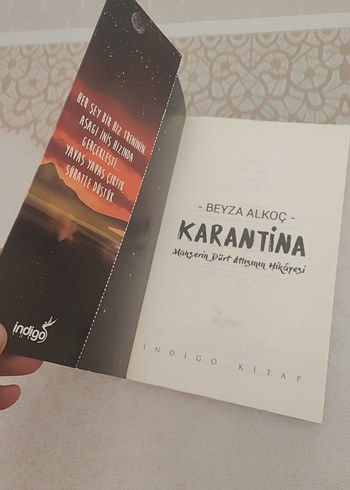 HER ŞEY BİR HIZ TRENİNİN
AŞAĞI İNİŞ HIZINDA
GERÇEKLEŞTİ.
YAVAŞ YAVAŞ ÇIKTIK,
SÜRATLE DÜŞTÜK
indigo
- BEYZA ALKOÇ -
KARANTİNA
Mahşerin Dört Atlısının Hikâyesi
İNDİGO KİTAP